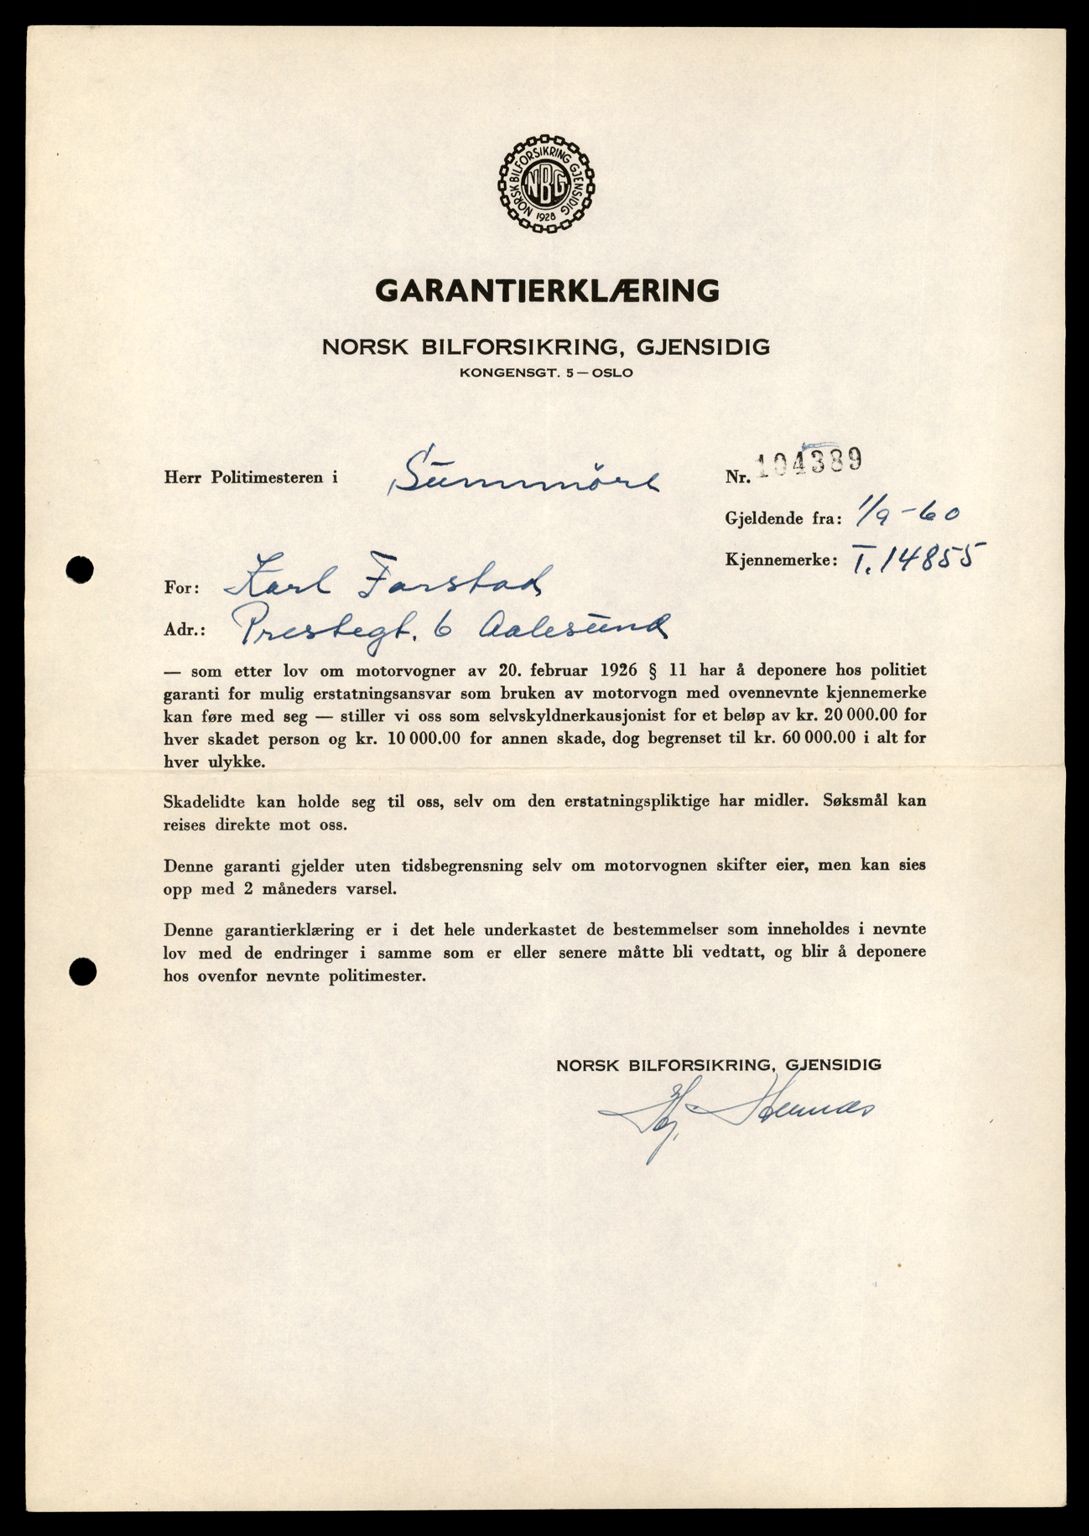 NORSK BILFORSIKRING GJENSIDIG
NBG
1928
GARANTIERKLÆRING
NORSK BILFORSIKRING, GJENSIDIG
KONGENSGT. 5 — OSLO
Herr Politimesteren i Sunnmöre
Nr. 104389
Gjeldende fra: 1/9-60
Kjennemerke: T. 14855
For: Karl Farstad
Adr.: Prestegt. 6 Aalesund
— som etter lov om motorvogner av 20. februar 1926 § 11 har å deponere hos politiet
garanti for mulig erstatningsansvar som bruken av motorvogn med ovennevnte kjennemerke
kan føre med seg — stiller vi oss som selvskyldnerkausjonist for et beløp av kr. 20 000.00 for
hver skadet person og kr. 10 000.00 for annen skade, dog begrenset til kr. 60 000.00 i alt for
hver ulykke.
Skadelidte kan holde seg til oss, selv om den erstatningspliktige har midler. Søksmål kan
reises direkte mot oss.
Denne garanti gjelder uten tidsbegrensning selv om motorvognen skifter eier, men kan sies
opp med 2 måneders varsel.
Denne garantierklæring er i det hele underkastet de bestemmelser som inneholdes i nevnte
lov med de endringer i samme som er eller senere måtte bli vedtatt, og blir å deponere
hos ovenfor nevnte politimester.
NORSK BILFORSIKRING, GJENSIDIG